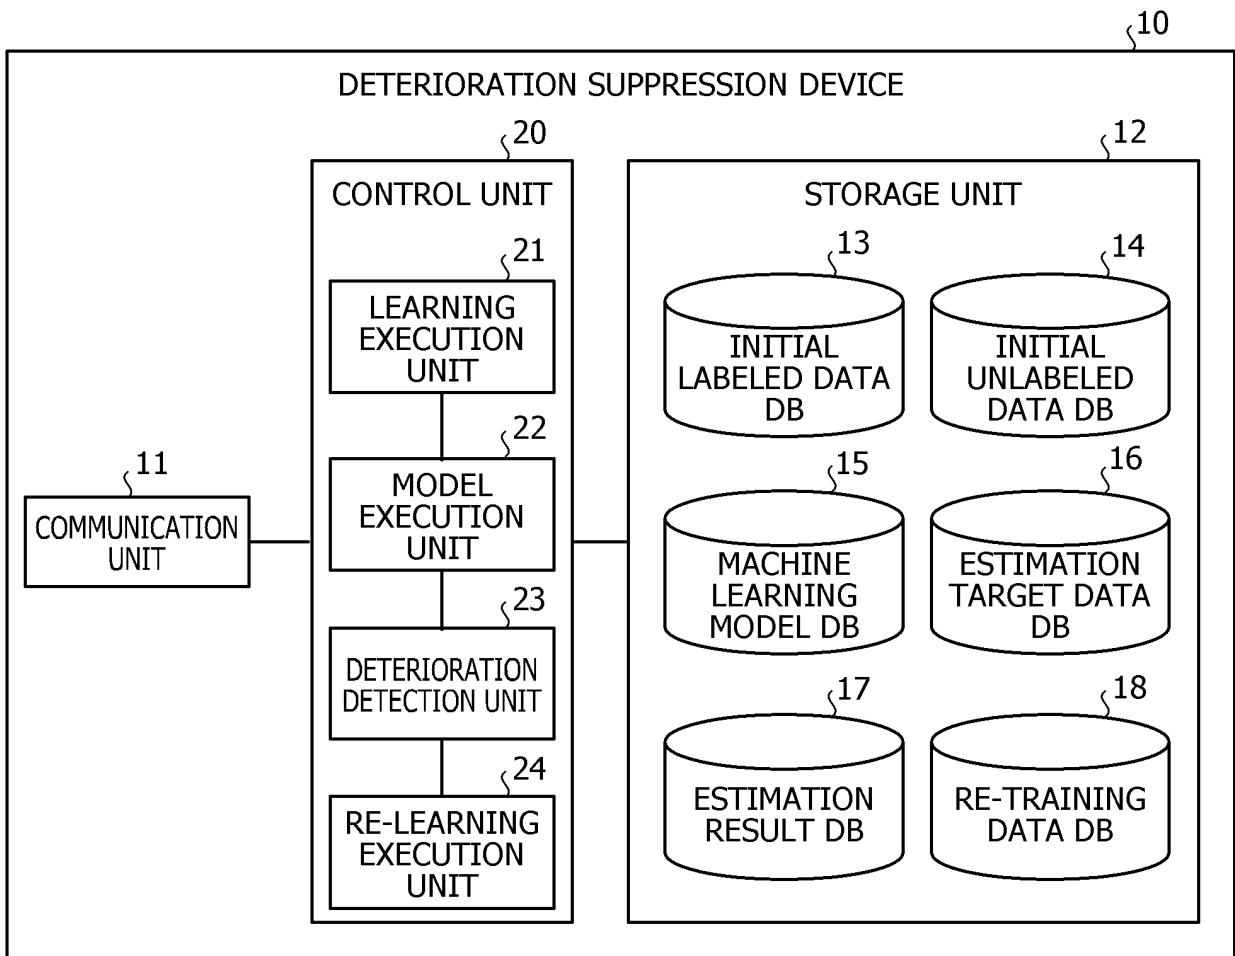 10
DETERIORATION SUPPRESSION DEVICE
20
CONTROL UNIT
21
LEARNING
EXECUTION
UNIT
22
MODEL
EXECUTION
UNIT
23
DETERIORATION
DETECTION UNIT
24
RE-LEARNING
EXECUTION
UNIT
11
COMMUNICATION
UNIT
12
STORAGE UNIT
13
INITIAL
LABELED DATA
DB
14
INITIAL
UNLABELED
DATA DB
15
MACHINE
LEARNING
MODEL DB
16
ESTIMATION
TARGET DATA
DB
17
ESTIMATION
RESULT DB
18
RE-TRAINING
DATA DB